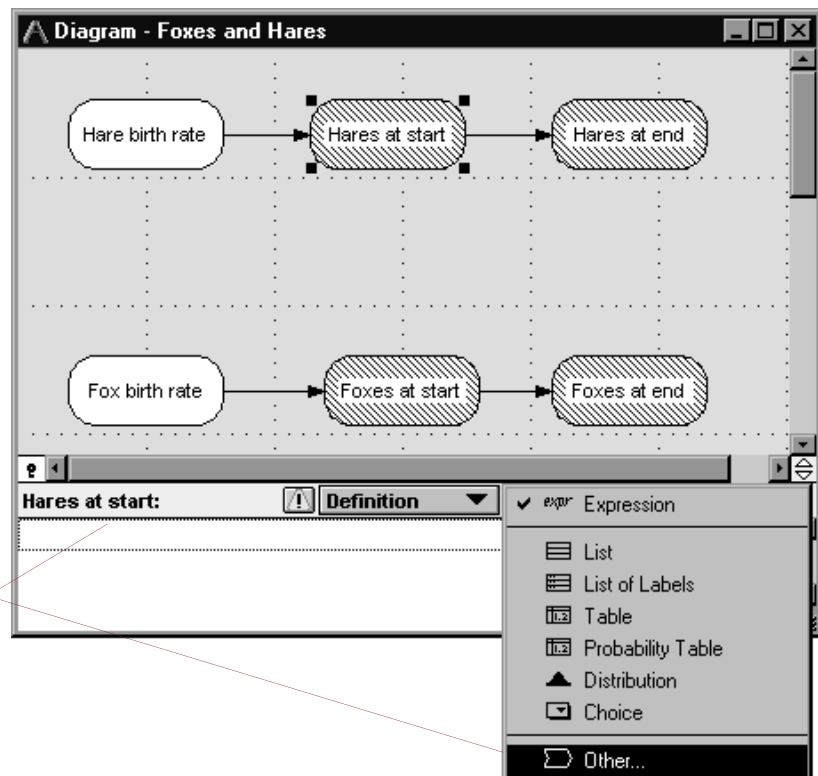 Diagram - Foxes and Hares
Hare birth rate
Hares at start
Hares at end
Fox birth rate
Foxes at start
Foxes at end
?
Hares at start:
Definition
expr Expression
List
List of Labels
Table
Probability Table
Distribution
Choice
Other...